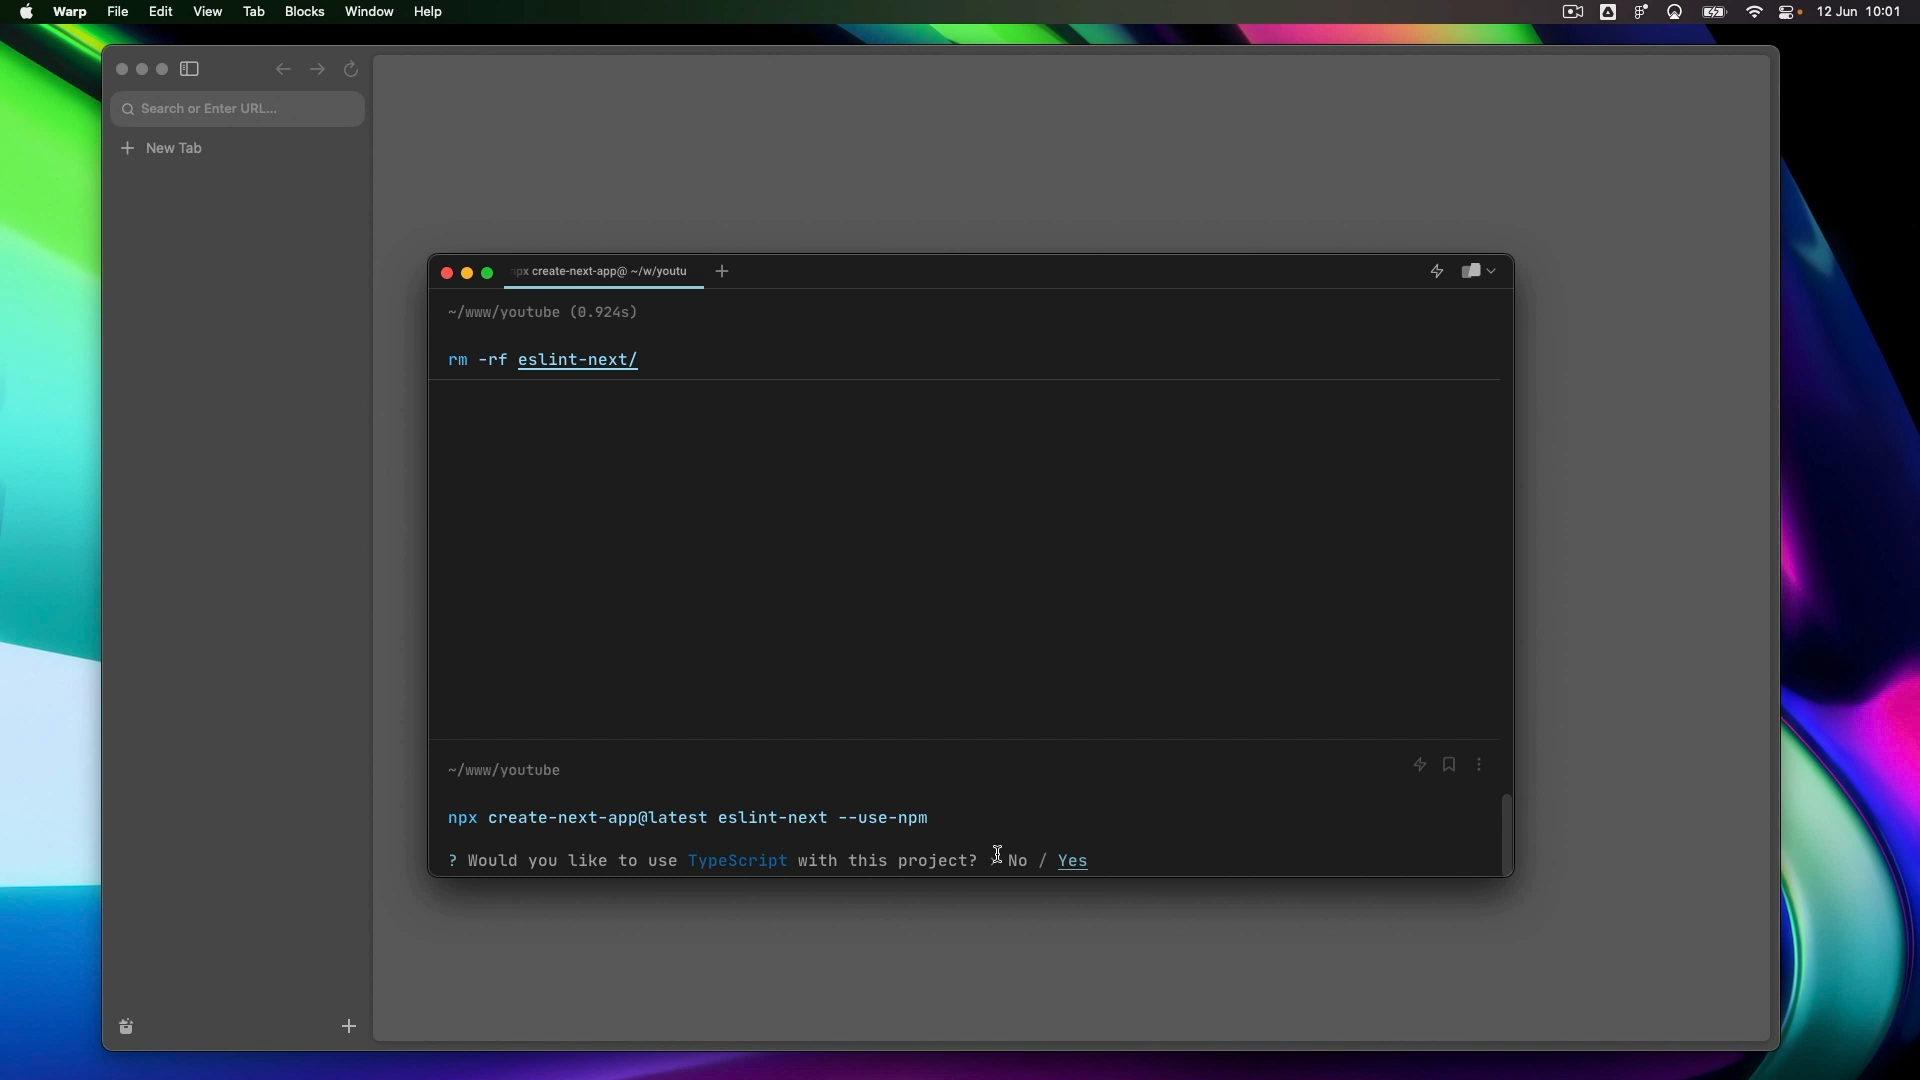 Warp File Edit View Tab Blocks Window Help 12 Jun 10:01
Search or Enter URL...
New Tab
npx create-next-app@ ~/w/youtu
~/www/youtube (0.924s)
rm -rf eslint-next/
~/www/youtube
npx create-next-app@latest eslint-next --use-npm
? Would you like to use TypeScript with this project? › No / Yes